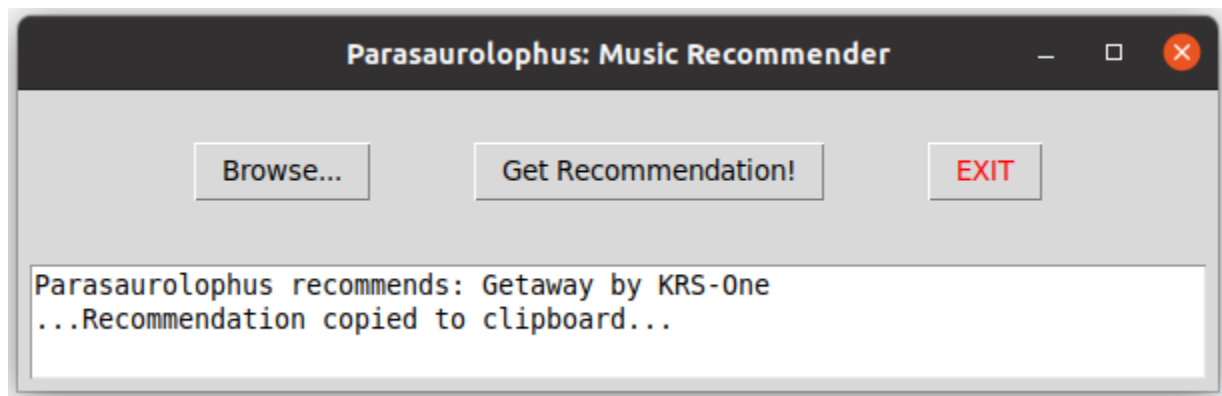 Parasaurolophus: Music Recommender
Browse... Get Recommendation! EXIT
Parasaurolophus recommends: Getaway by KRS-One
...Recommendation copied to clipboard...